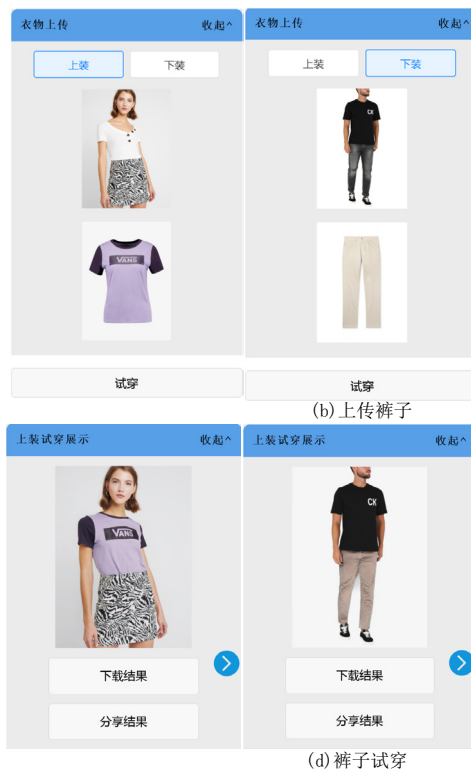 衣物上传 收起^
上装 下装
VANS
试穿
衣物上传 收起^
上装 下装
CK
试穿
(b)上传裤子
上装试穿展示 收起^
VANS
下载结果
分享结果
上装试穿展示 收起^
CK
下载结果
分享结果
(d)裤子试穿